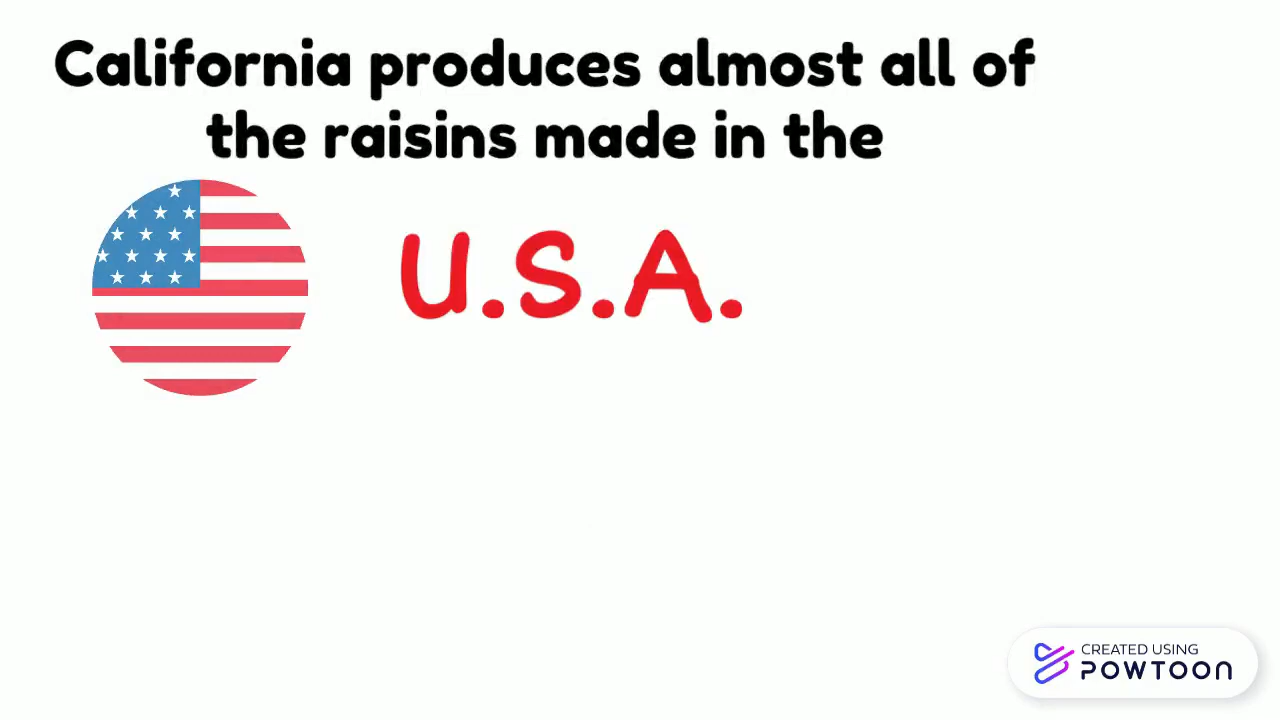 California produces almost all of
the raisins made in the
U.S.A.
CREATED USING
POWTOON